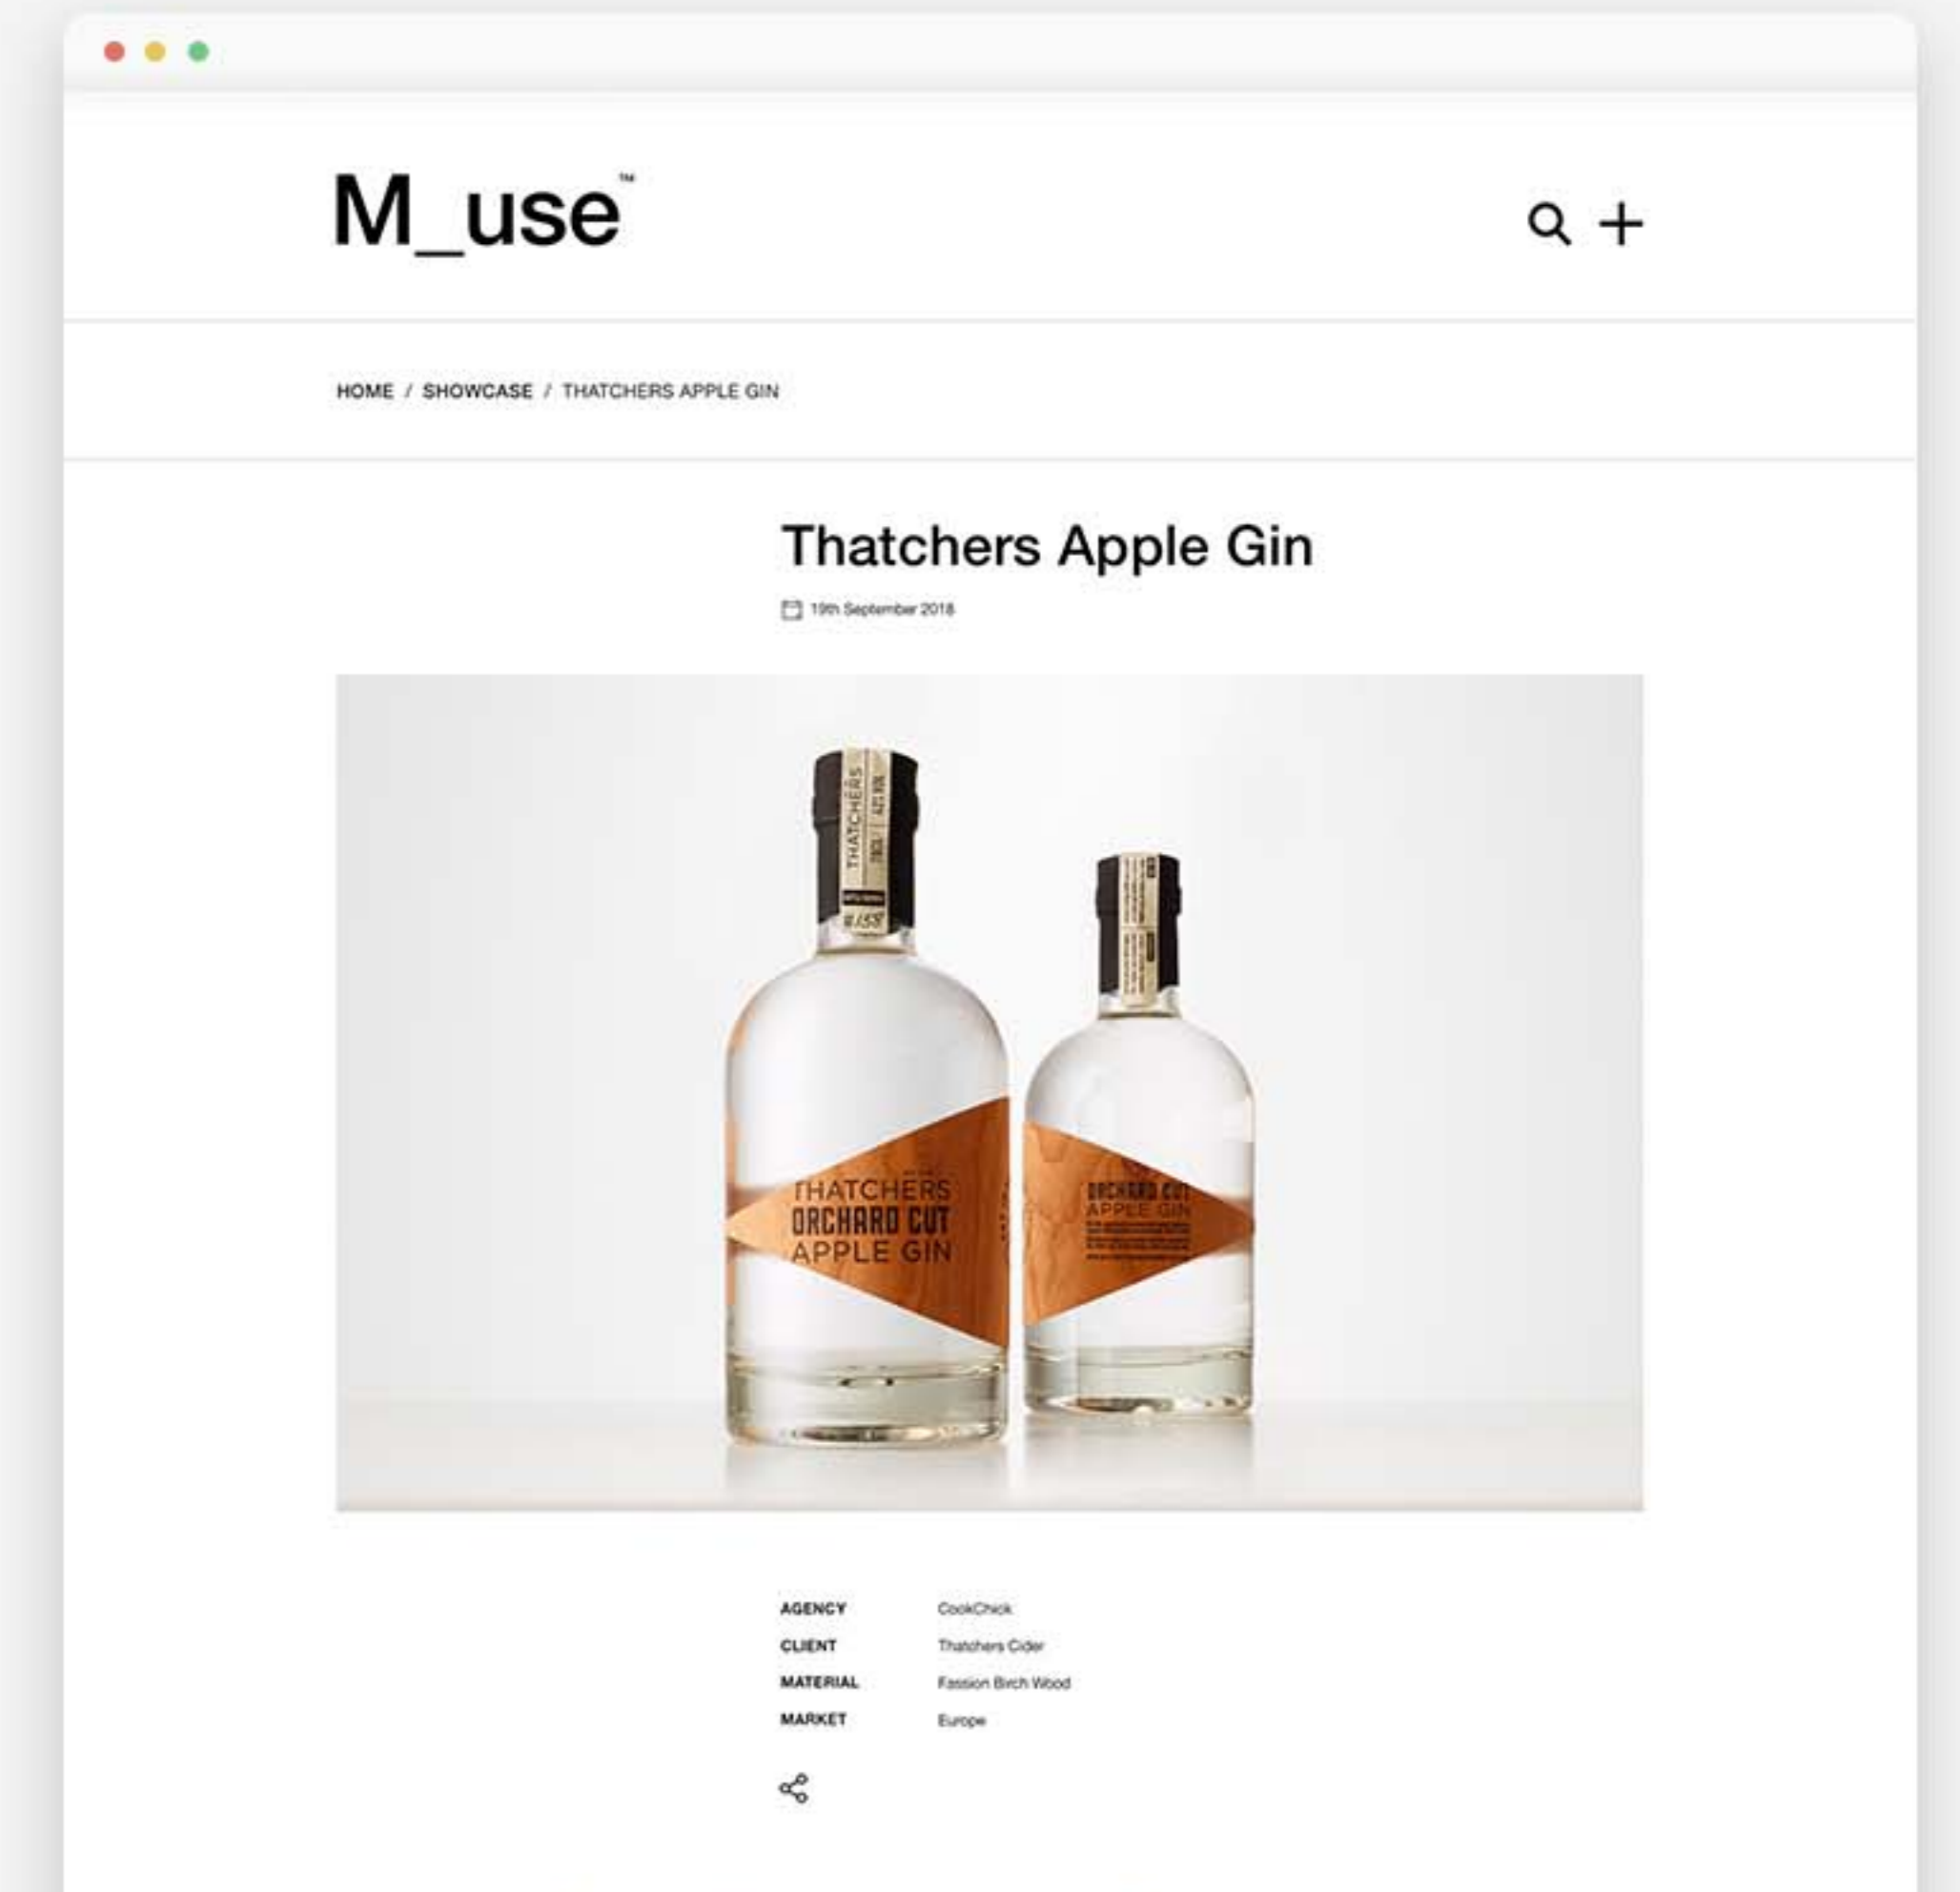 M_use™
HOME / SHOWCASE / THATCHERS APPLE GIN
Thatchers Apple Gin
19th September 2018
THATCHERS
70CL
THATCHERS
ORCHARD CUT
APPLE GIN
ORCHARD CUT
APPLE GIN
AGENCY CookChick
CLIENT Thatchers Cider
MATERIAL Fassion Birch Wood
MARKET Europe